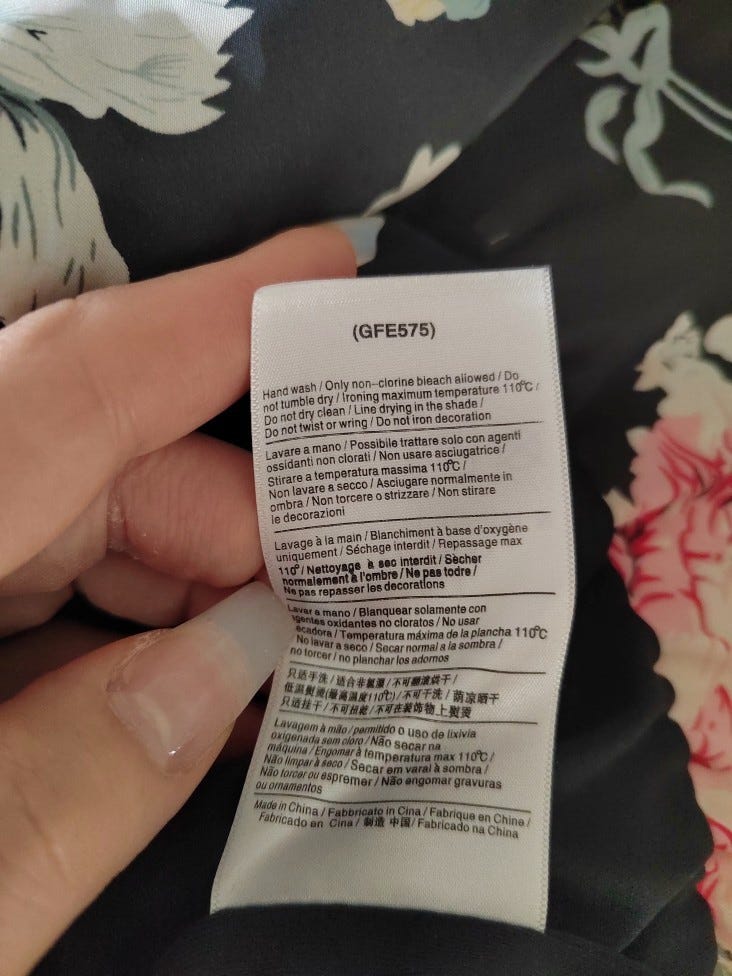 (GFE575)
Hand wash / Only non-clorine bleach allowed / Do
not tumble dry / Ironing maximum temperature 110°C /
Do not dry clean / Line drying in the shade /
Do not twist or wring / Do not iron decoration
Lavare a mano / Possibile trattare solo con agenti
ossidanti non clorati / Non usare asciugatrice /
Stirare a temperatura massima 110°C /
Non lavare a secco / Asciugare normalmente in
ombra / Non torcere o strizzare / Non stirare
le decorazioni
Lavage à la main / Blanchiment à base d'oxygène
uniquement / Séchage interdit / Repassage max
110° / Nettoyage à sec interdit / Sècher
normalement à l'ombre / Ne pas todre /
Ne pas repasser les decorations
Lavar a mano / Blanquear solamente con
agentes oxidantes no cloratos / No usar
ecadora / Temperatura máxima de la plancha 110°C
No lavar a seco / Secar normal a la sombra /
no torcer / no planchar los adornos
只适手洗 / 适合非氯漂 / 不可翻滚烘干 /
低温熨烫(最高温度110℃) / 不可干洗 / 荫凉晒干
只适挂干 / 不可扭乾 / 不可在装饰物上熨烫
Lavagem à mão / permitido o uso de lixivia
oxigenada sem cloro / Não secar na
máquina / Engomar à temperatura max 110°C /
Não limpar à seco / Secar em varal à sombra /
Não torcer ou espremer / Não engomar gravuras
ou ornamentos
Made in China / Fabbricato in Cina / Fabrique en Chine /
Fabricado en Cina / 制造 中国 / Fabricado na China